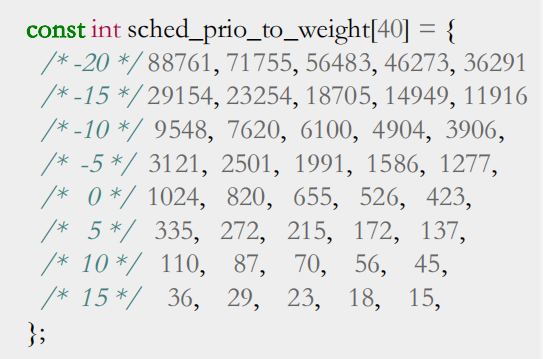 const int sched_prio_to_weight[40] = {
/* -20 */ 88761, 71755, 56483, 46273, 36291
/* -15 */ 29154, 23254, 18705, 14949, 11916
/* -10 */ 9548, 7620, 6100, 4904, 3906,
/* -5 */ 3121, 2501, 1991, 1586, 1277,
/* 0 */ 1024, 820, 655, 526, 423,
/* 5 */ 335, 272, 215, 172, 137,
/* 10 */ 110, 87, 70, 56, 45,
/* 15 */ 36, 29, 23, 18, 15,
};